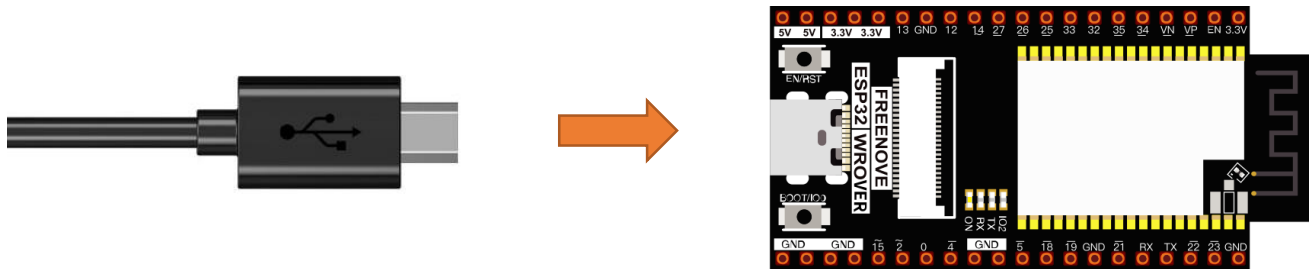 5V 5V 3.3V 3.3V 13 GND 12 14 27 26 25 33 32 35 34 VN VP EN 3.3V
EN/RST
ESP32 WROVER
FREENOVE
BOOT/IO0
ON RX TX IO2
GND GND 15 2 0 4 GND 5 18 19 GND 21 RX TX 22 23 GND